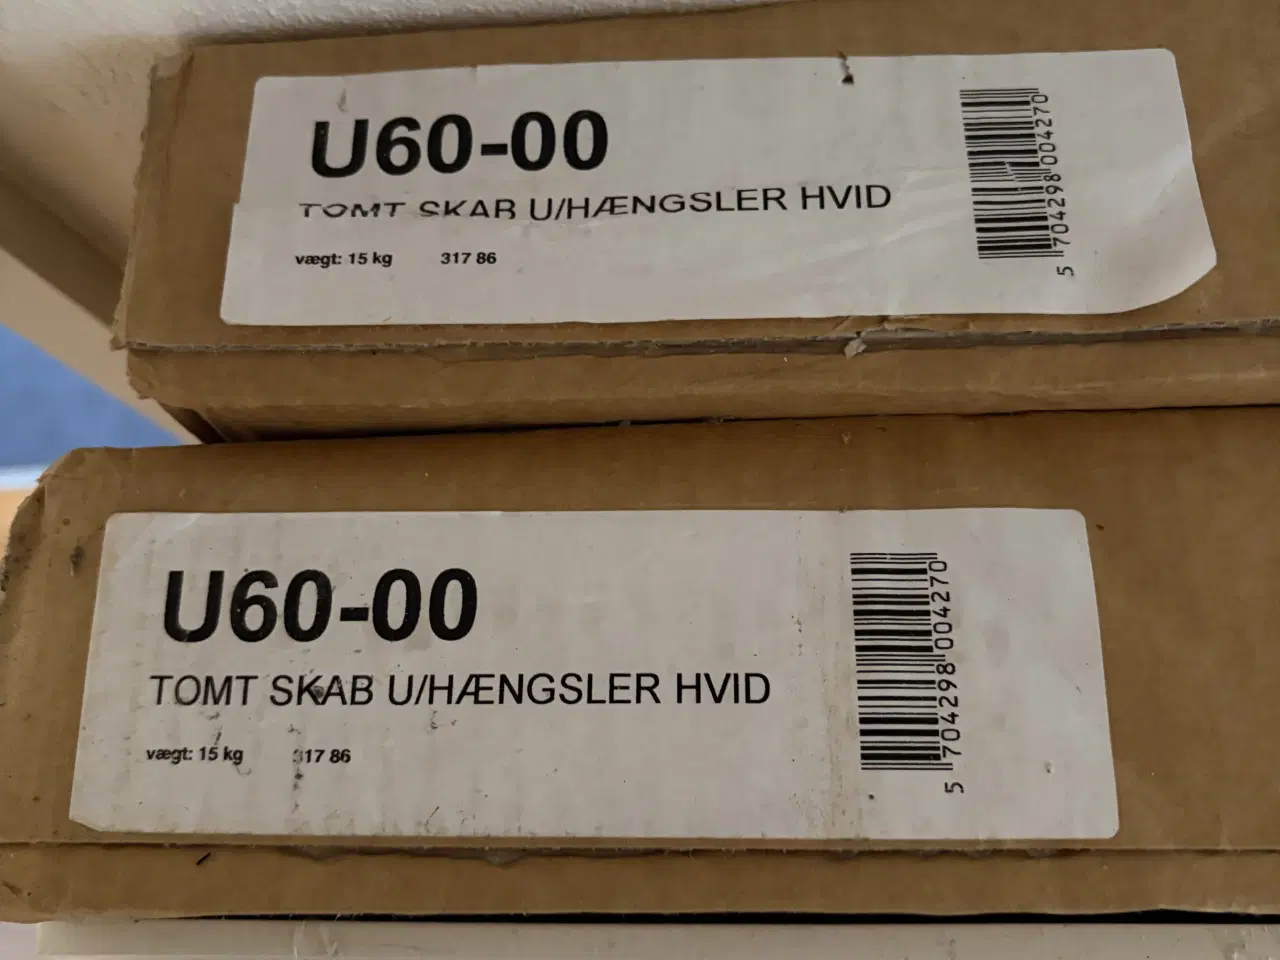 U60-00
TOMT SKAB U/HÆNGSLER HVID
vægt: 15 kg 317 86
5 704298 004270
U60-00
TOMT SKAB U/HÆNGSLER HVID
vægt: 15 kg 317 86
5 704298 004270